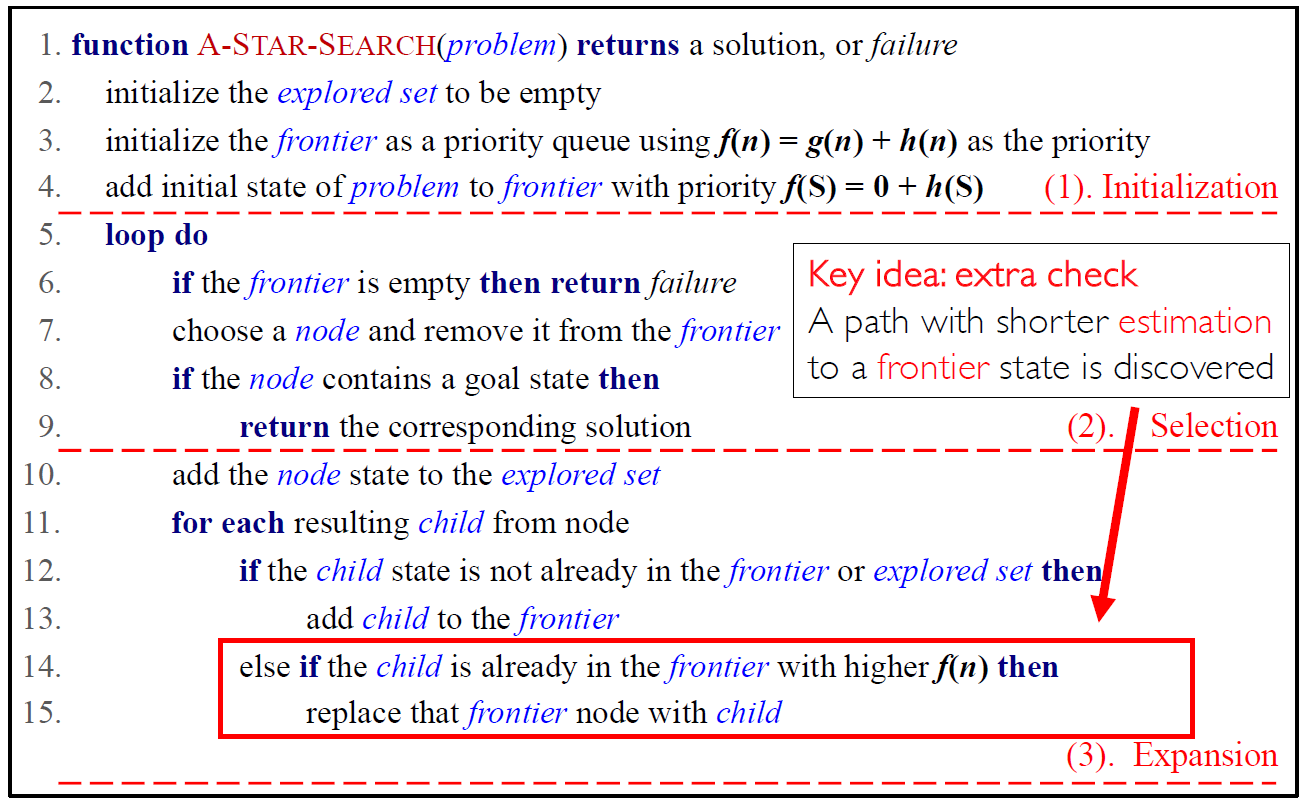 1. function A-STAR-SEARCH(problem) returns a solution, or failure
2. initialize the explored set to be empty
3. initialize the frontier as a priority queue using f(n) = g(n) + h(n) as the priority
4. add initial state of problem to frontier with priority f(S) = 0 + h(S)
(1). Initialization
5. loop do
6. if the frontier is empty then return failure
7. choose a node and remove it from the frontier
8. if the node contains a goal state then
9. return the corresponding solution
Key idea: extra check
A path with shorter estimation
to a frontier state is discovered
(2). Selection
10. add the node state to the explored set
11. for each resulting child from node
12. if the child state is not already in the frontier or explored set then
13. add child to the frontier
14. else if the child is already in the frontier with higher f(n) then
15. replace that frontier node with child
(3). Expansion